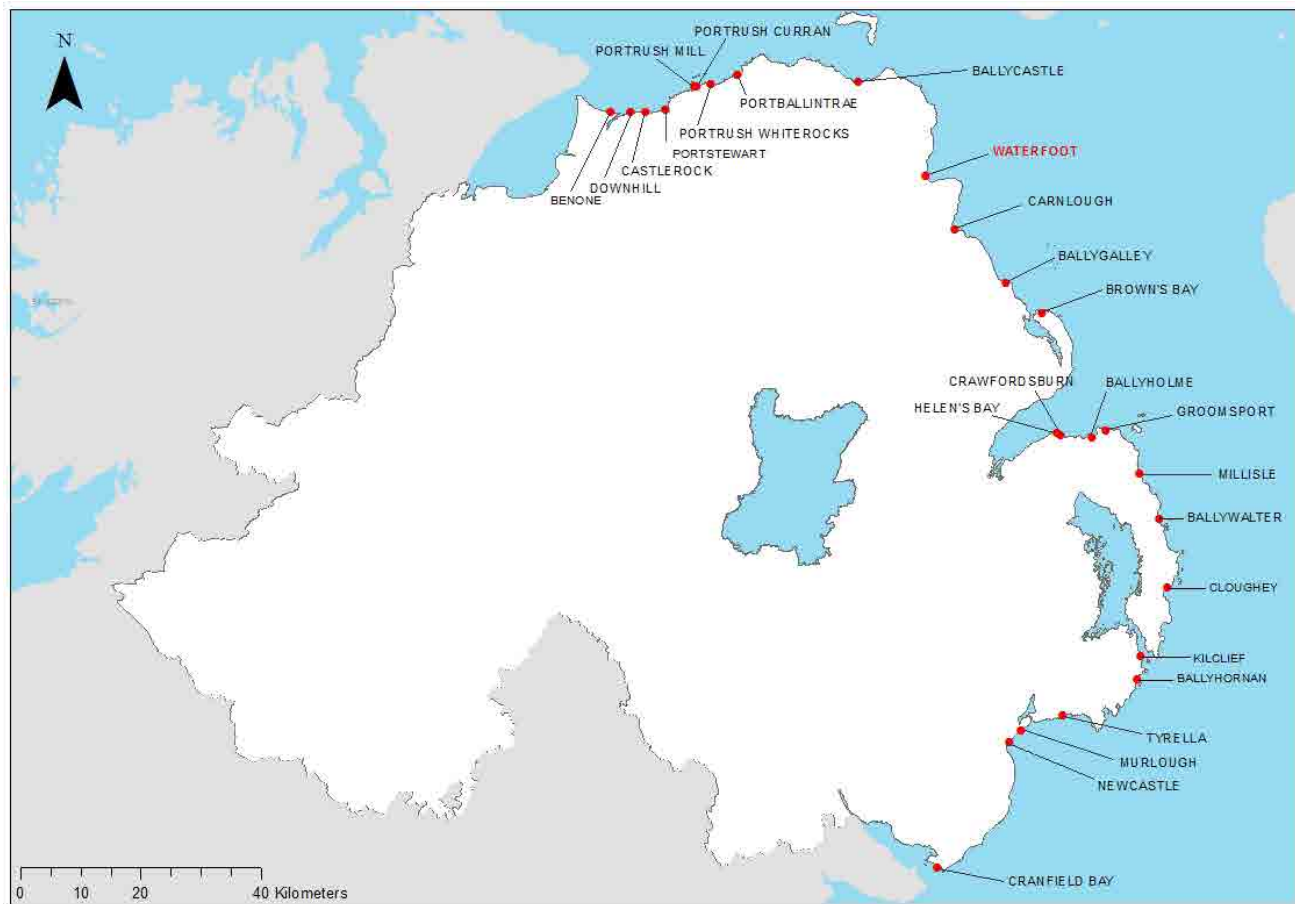 N
PORTRUSH CURRAN
PORTRUSH MILL
BALLYCASTLE
PORTBALLINTRAE
PORTRUSH WHITEROCKS
PORTSTEWART
CASTLEROCK
DOWNHILL
BENONE
WATERFOOT
CARNLOUGH
BALLYGALLEY
BROWN'S BAY
CRAWFORDSBURN
BALLYHOLME
HELEN'S BAY
GROOMSPORT
MILLISLE
BALLYWALTER
CLOUGHEY
KILCLIEF
BALLYHORNAN
TYRELLA
MURLOUGH
NEWCASTLE
CRANFIELD BAY
0 10 20 40 Kilometers